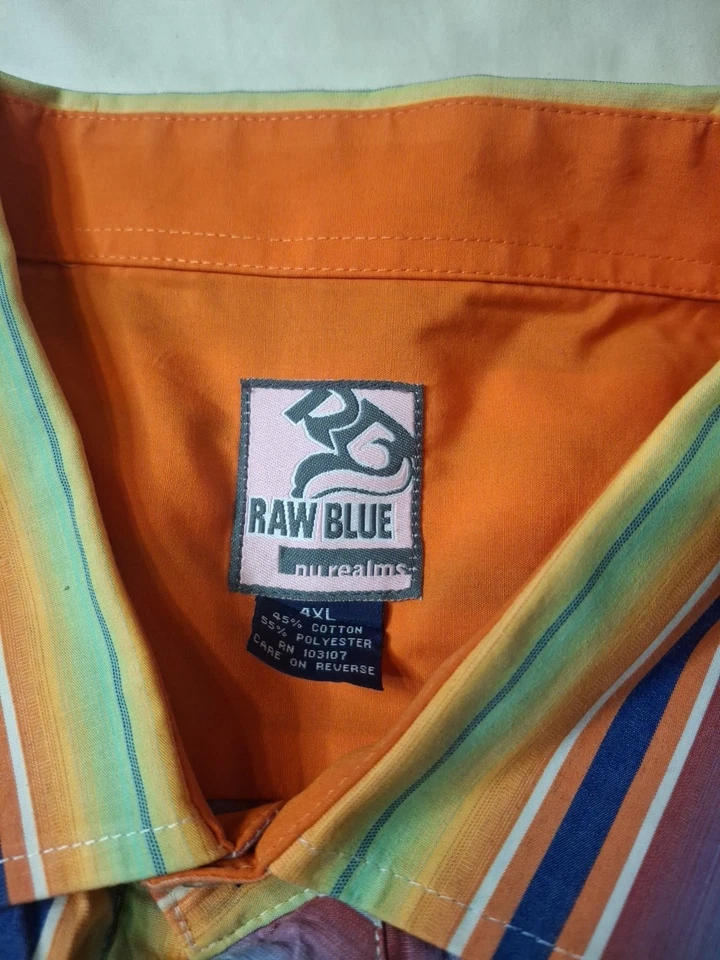 RAW BLUE
nu realms
4XL
45% COTTON
55% POLYESTER
RN 103107
CARE ON REVERSE